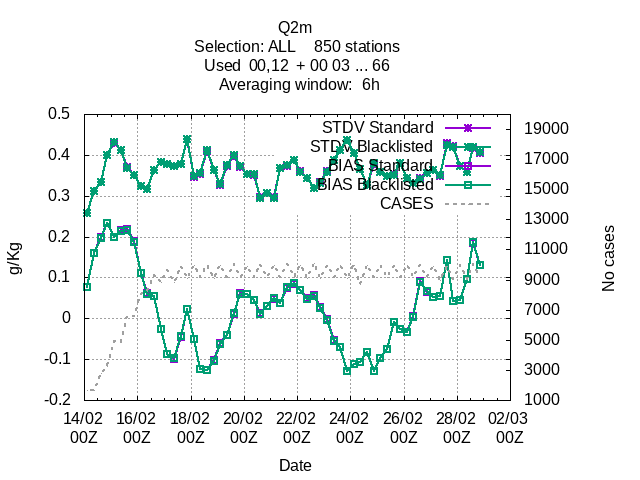 Q2m
Selection: ALL    850 stations
Used  00,12  + 00 03 ... 66
Averaging window:  6h
0.5
0.4
0.3
0.2
0.1
0
-0.1
-0.2
g/Kg
STDV Standard
STDV Blacklisted
BIAS Standard
BIAS Blacklisted
CASES
19000
17000
15000
13000
11000
9000
7000
5000
3000
1000
No cases
14/02 16/02 18/02 20/02 22/02 24/02 26/02 28/02 02/03
00Z 00Z 00Z 00Z 00Z 00Z 00Z 00Z 00Z
Date